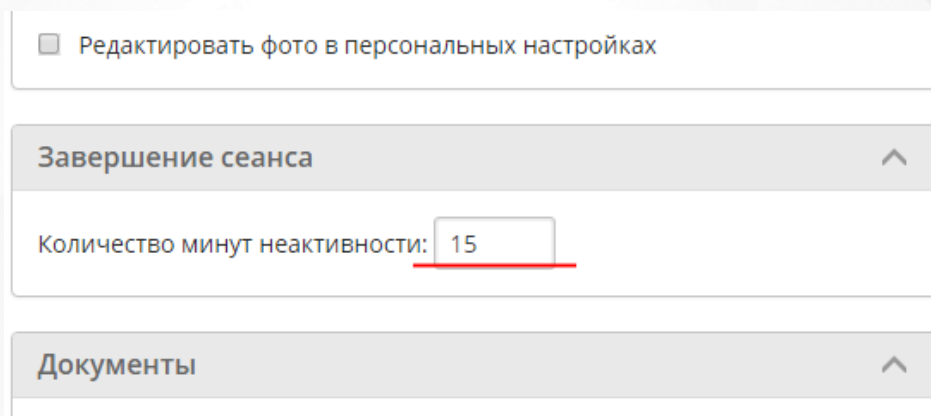 Редактировать фото в персональных настройках
Завершение сеанса
Количество минут неактивности: 15
Документы